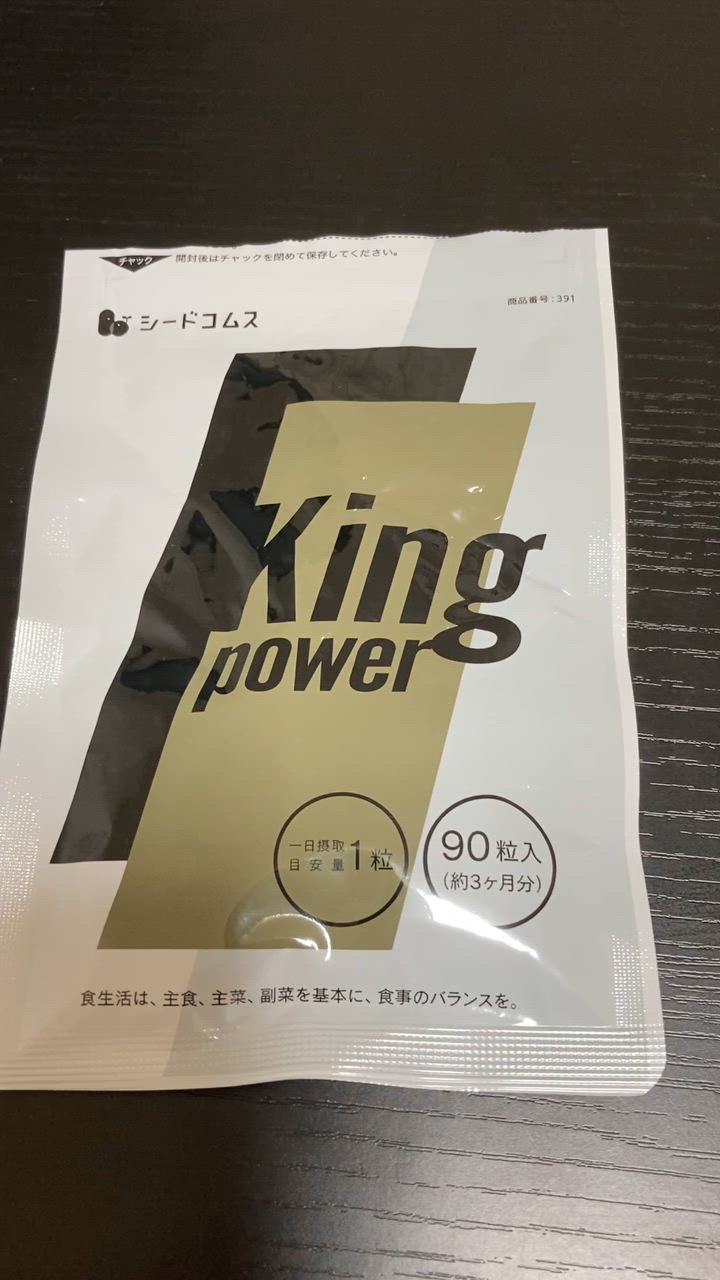 チャック
開封後はチャックを閉めて保存してください。
商品番号:391
シードコムス
King
power
一日摂取
目安量
1粒
90粒入
(約3ヶ月分)
食生活は、主食、主菜、副菜を基本に、食事のバランスを。